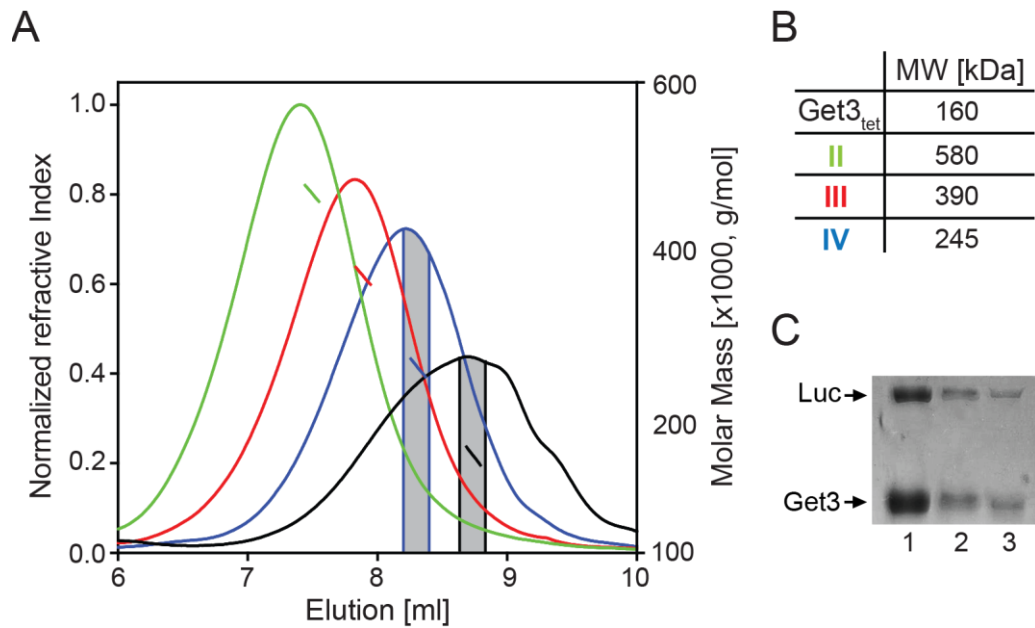 A
Normalized refractive Index
1.0
0.8
0.6
0.4
0.2
0.0
6
7
8
9
10
Elution [ml]
600
400
200
100
Molar Mass [x1000, g/mol]
B
MW [kDa]
Get3tet 160
II 580
III 390
IV 245
C
Luc
Get3
1 2 3